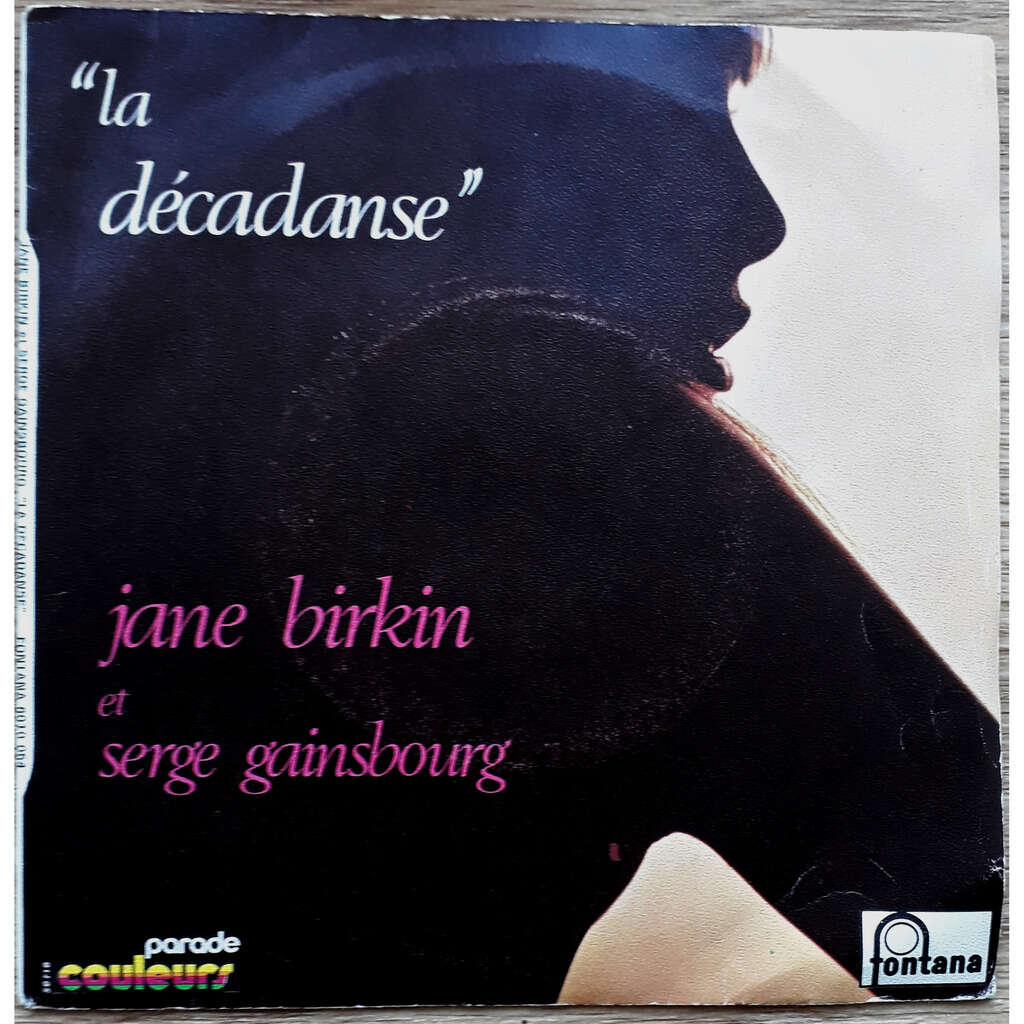 “la
décadanse”
jane birkin
et
serge gainsbourg
parade
couleurs
fontana